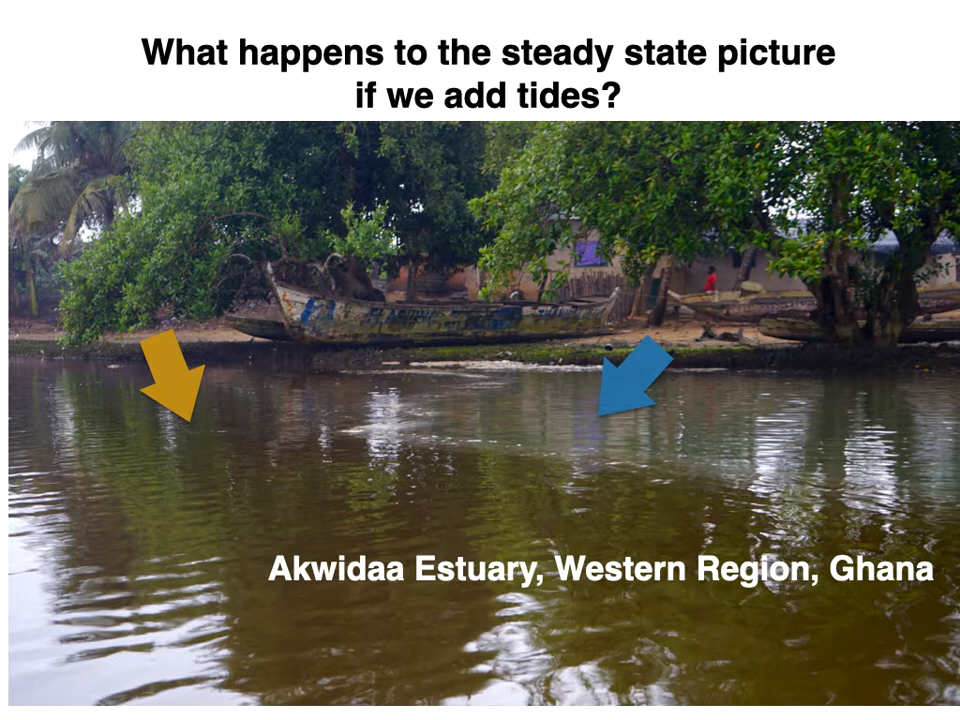 What happens to the steady state picture
if we add tides?
Akwidaa Estuary, Western Region, Ghana